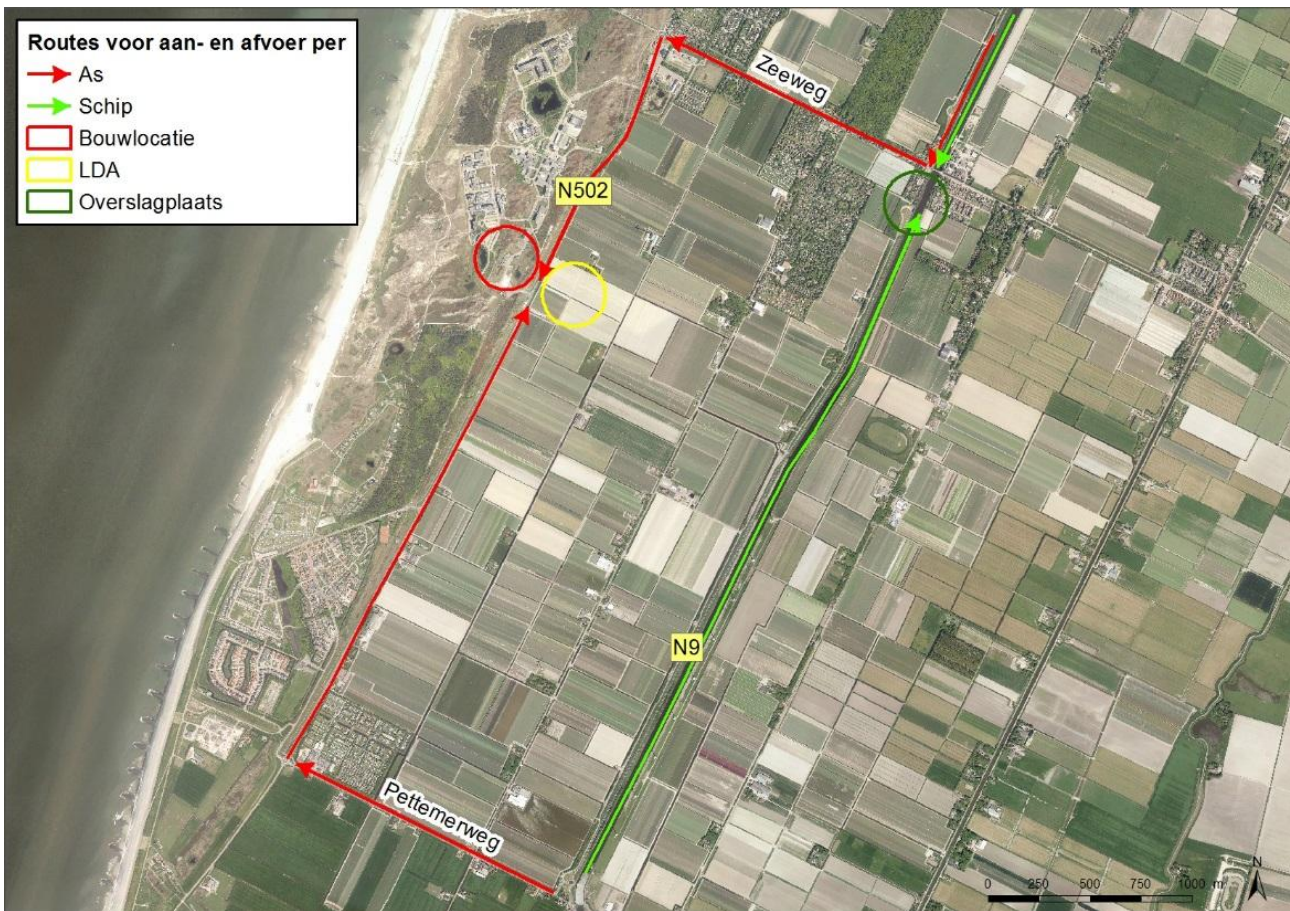 Routes voor aan- en afvoer per
As
Schip
Bouwlocatie
LDA
Overslagplaats
Zeeweg
N502
N9
Pettemerweg
N
0 250 500 750 1000 m